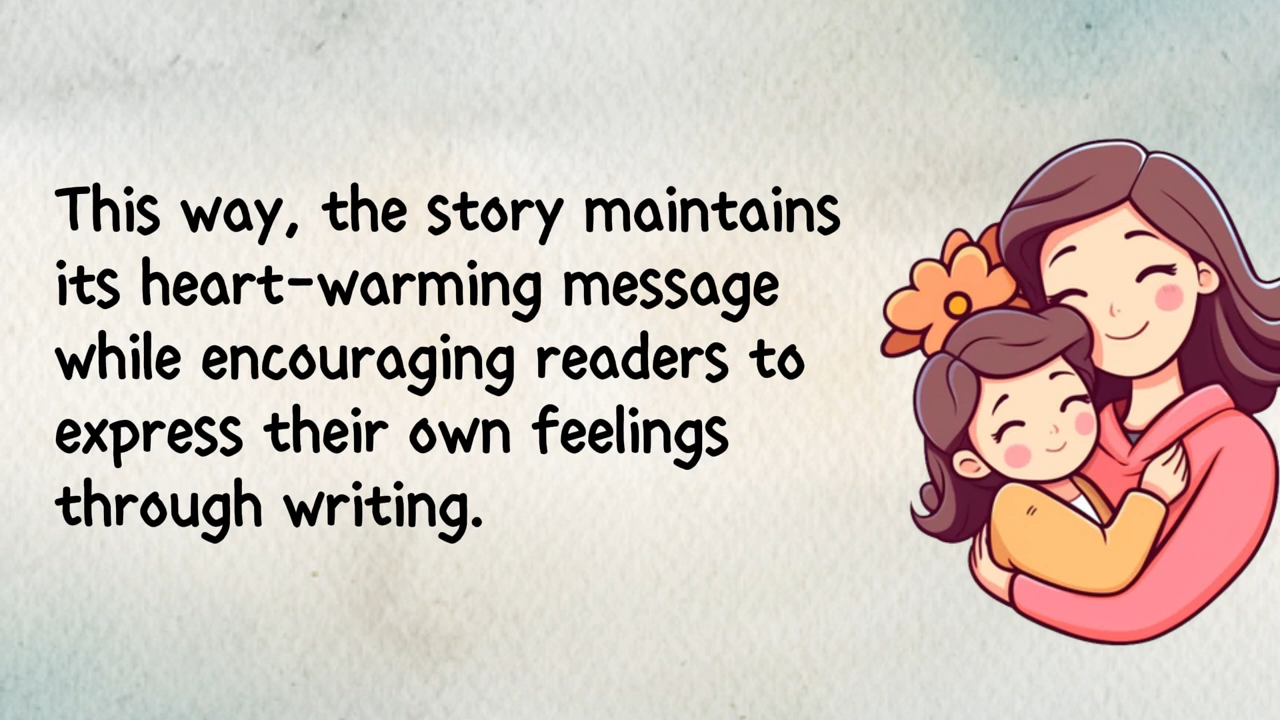 This way, the story maintains
its heart-warming message
while encouraging readers to
express their own feelings
through writing.